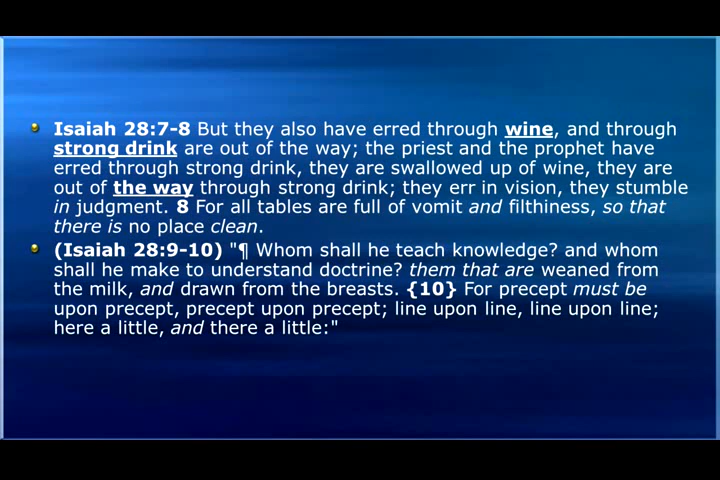 Isaiah 28:7-8 But they also have erred through wine, and through
strong drink are out of the way; the priest and the prophet have
erred through strong drink, they are swallowed up of wine, they are
out of the way through strong drink; they err in vision, they stumble
in judgment. 8 For all tables are full of vomit and filthiness, so that
there is no place clean.
(Isaiah 28:9-10) "¶ Whom shall he teach knowledge? and whom
shall he make to understand doctrine? them that are weaned from
the milk, and drawn from the breasts. {10} For precept must be
upon precept, precept upon precept; line upon line, line upon line;
here a little, and there a little:"